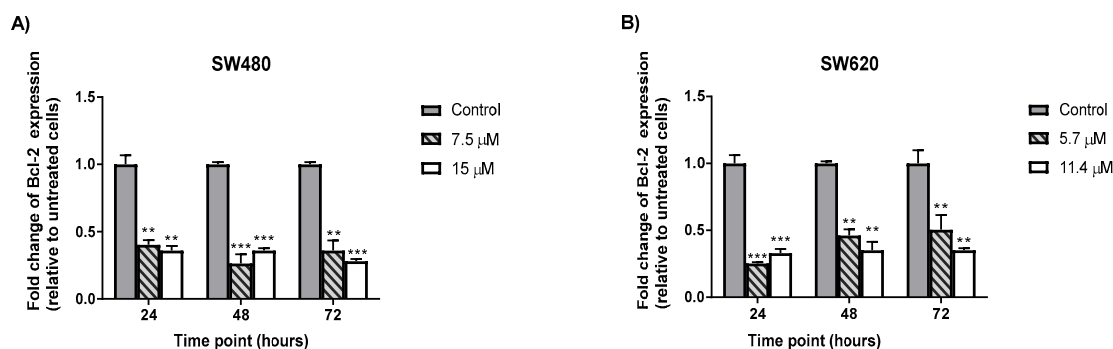 A)
SW480
Fold change of Bcl-2 expression
(relative to untreated cells)
1.5
1.0
0.5
0.0
** **
*** ***
** ***
24 48 72
Time point (hours)
Control
7.5 µM
15 µM
B)
SW620
Fold change of Bcl-2 expression
(relative to untreated cells)
1.5
1.0
0.5
0.0
*** ***
** **
** **
24 48 72
Time point (hours)
Control
5.7 µM
11.4 µM